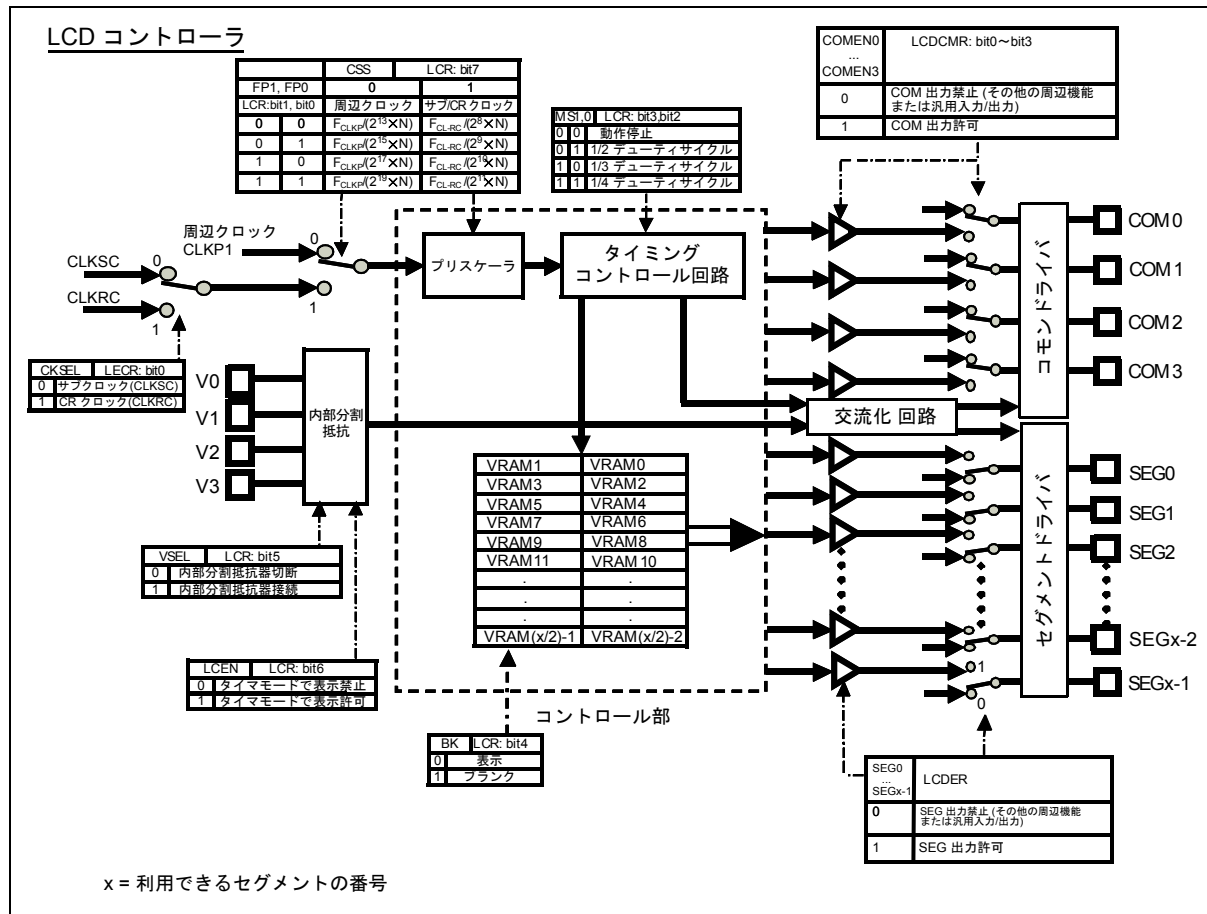 LCD コントローラ
CSS LCR: bit7
FP1, FP0 0 1
LCR:bit1, bit0 周辺クロック サブ/CR クロック
0 0 F_CLKP/(2^13×N) F_CL-RC/(2^8×N)
0 1 F_CLKP/(2^15×N) F_CL-RC/(2^9×N)
1 0 F_CLKP/(2^17×N) F_CL-RC/(2^10×N)
1 1 F_CLKP/(2^19×N) F_CL-RC/(2^11×N)
MS1,0 LCR: bit3,bit2
0 0 動作停止
0 1 1/2 デューティサイクル
1 0 1/3 デューティサイクル
1 1 1/4 デューティサイクル
COMEN0
...
COMEN3
LCDCMR: bit0～bit3
0 COM 出力禁止 (その他の周辺機能
または汎用入力/出力)
1 COM 出力許可
周辺クロック
CLKP1
0
1
CLKSC
0
CLKRC
1
プリスケーラ
タイミング
コントロール回路
コモンドライバ
COM 0
COM 1
COM 2
COM 3
CKSEL LECR: bit0
0 サブクロック(CLKSC)
1 CR クロック(CLKRC)
V0
V1
V2
V3
内部分割
抵抗
交流化 回路
VRAM1 VRAM0
VRAM3 VRAM2
VRAM5 VRAM4
VRAM7 VRAM6
VRAM9 VRAM8
VRAM11 VRAM10
. .
. .
. .
VRAM(x/2)-1 VRAM(x/2)-2
セグメントドライバ
SEG0
SEG1
SEG2
SEGx-2
SEGx-1
1
0
VSEL LCR: bit5
0 内部分割抵抗器切断
1 内部分割抵抗器接続
LCEN LCR: bit6
0 タイマモードで表示禁止
1 タイマモードで表示許可
コントロール部
BK LCR: bit4
0 表示
1 ブランク
SEG0
...
SEGx-1
LCDER
0 SEG 出力禁止 (その他の周辺機能
または汎用入力/出力)
1 SEG 出力許可
x = 利用できるセグメントの番号